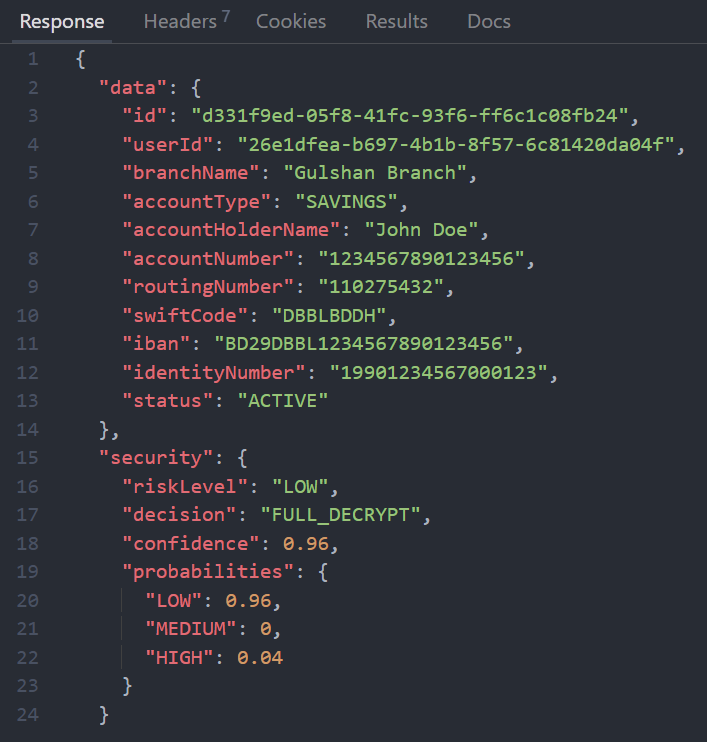 Response Headers 7 Cookies Results Docs
1 {
2 "data": {
3 "id": "d331f9ed-05f8-41fc-93f6-ff6c1c08fb24",
4 "userId": "26e1dfea-b697-4b1b-8f57-6c81420da04f",
5 "branchName": "Gulshan Branch",
6 "accountType": "SAVINGS",
7 "accountHolderName": "John Doe",
8 "accountNumber": "1234567890123456",
9 "routingNumber": "110275432",
10 "swiftCode": "DBBLBDDH",
11 "iban": "BD29DBBL1234567890123456",
12 "identityNumber": "19901234567000123",
13 "status": "ACTIVE"
14 },
15 "security": {
16 "riskLevel": "LOW",
17 "decision": "FULL_DECRYPT",
18 "confidence": 0.96,
19 "probabilities": {
20 "LOW": 0.96,
21 "MEDIUM": 0,
22 "HIGH": 0.04
23 }
24 }